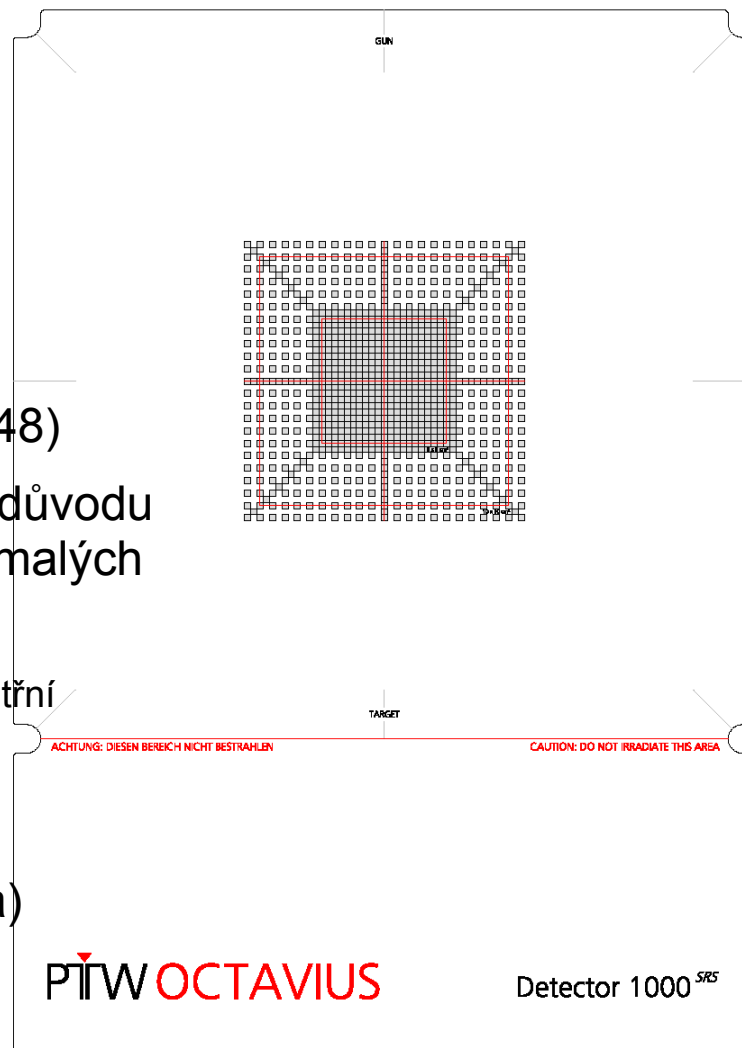 GUN
48)
důvodu
malých
třní
TARGET
ACHTUNG: DIESEN BEREICH NICHT BESTRAHLEN
CAUTION: DO NOT IRRADIATE THIS AREA
a)
PTW OCTAVIUS
Detector 1000 SRS